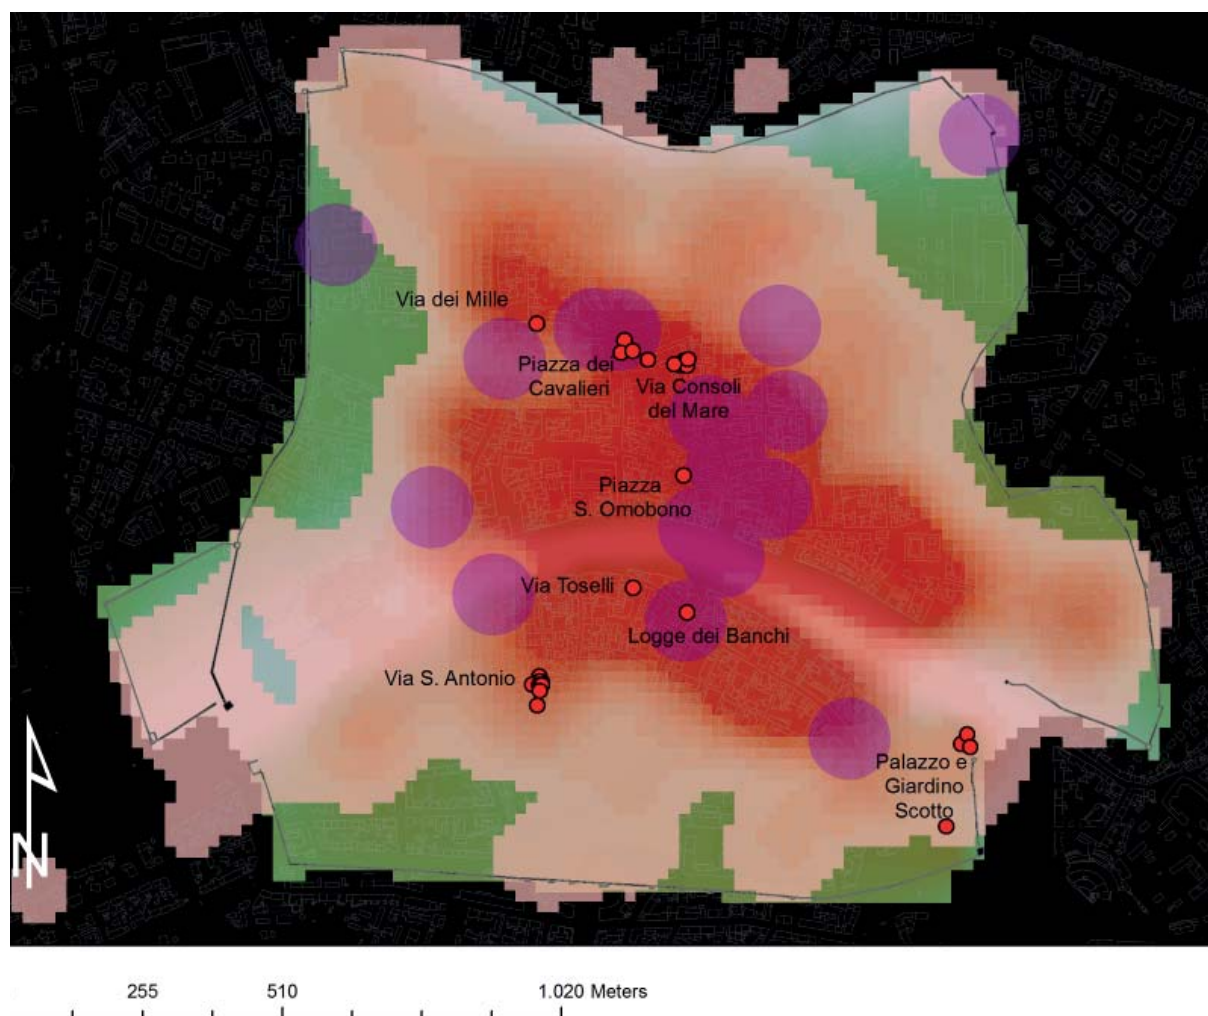 Via dei Mille
Piazza dei
Cavalieri
Via Consoli
del Mare
Piazza
S. Omobono
Via Toselli
Logge dei Banchi
Via S. Antonio
Palazzo e
Giardino
Scotto
N
255 510 1.020 Meters